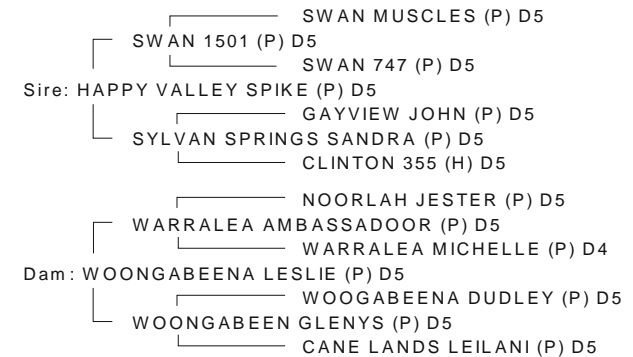 SWAN MUSCLES (P) D5
SWAN 1501 (P) D5
SWAN 747 (P) D5
Sire: HAPPY VALLEY SPIKE (P) D5
GAYVIEW JOHN (P) D5
SYLVAN SPRINGS SANDRA (P) D5
CLINTON 355 (H) D5
NOORLAH JESTER (P) D5
WARRALEA AMBASSADOOR (P) D5
WARRALEA MICHELLE (P) D4
Dam: WOONGABEENA LESLIE (P) D5
WOOGABEENA DUDLEY (P) D5
WOONGABEEN GLENYS (P) D5
CANE LANDS LEILANI (P) D5